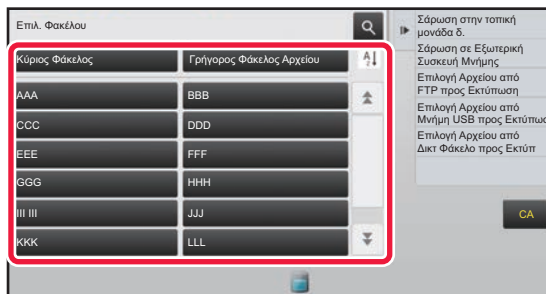 Επιλ. Φακέλου
Κύριος Φάκελος
Γρήγορος Φάκελος Αρχείου
AAA
BBB
CCC
DDD
EEE
FFF
GGG
HHH
III III
JJJ
KKK
LLL
Σάρωση στην τοπική
μονάδα δ.
Σάρωση σε Εξωτερική
Συσκευή Μνήμης
Επιλογή Αρχείου από
FTP προς Εκτύπωση
Επιλογή Αρχείου από
Μνήμη USB προς Εκτύπωσ
Επιλογή Αρχείου από
Δικτ Φάκελο προς Εκτύπ
CA